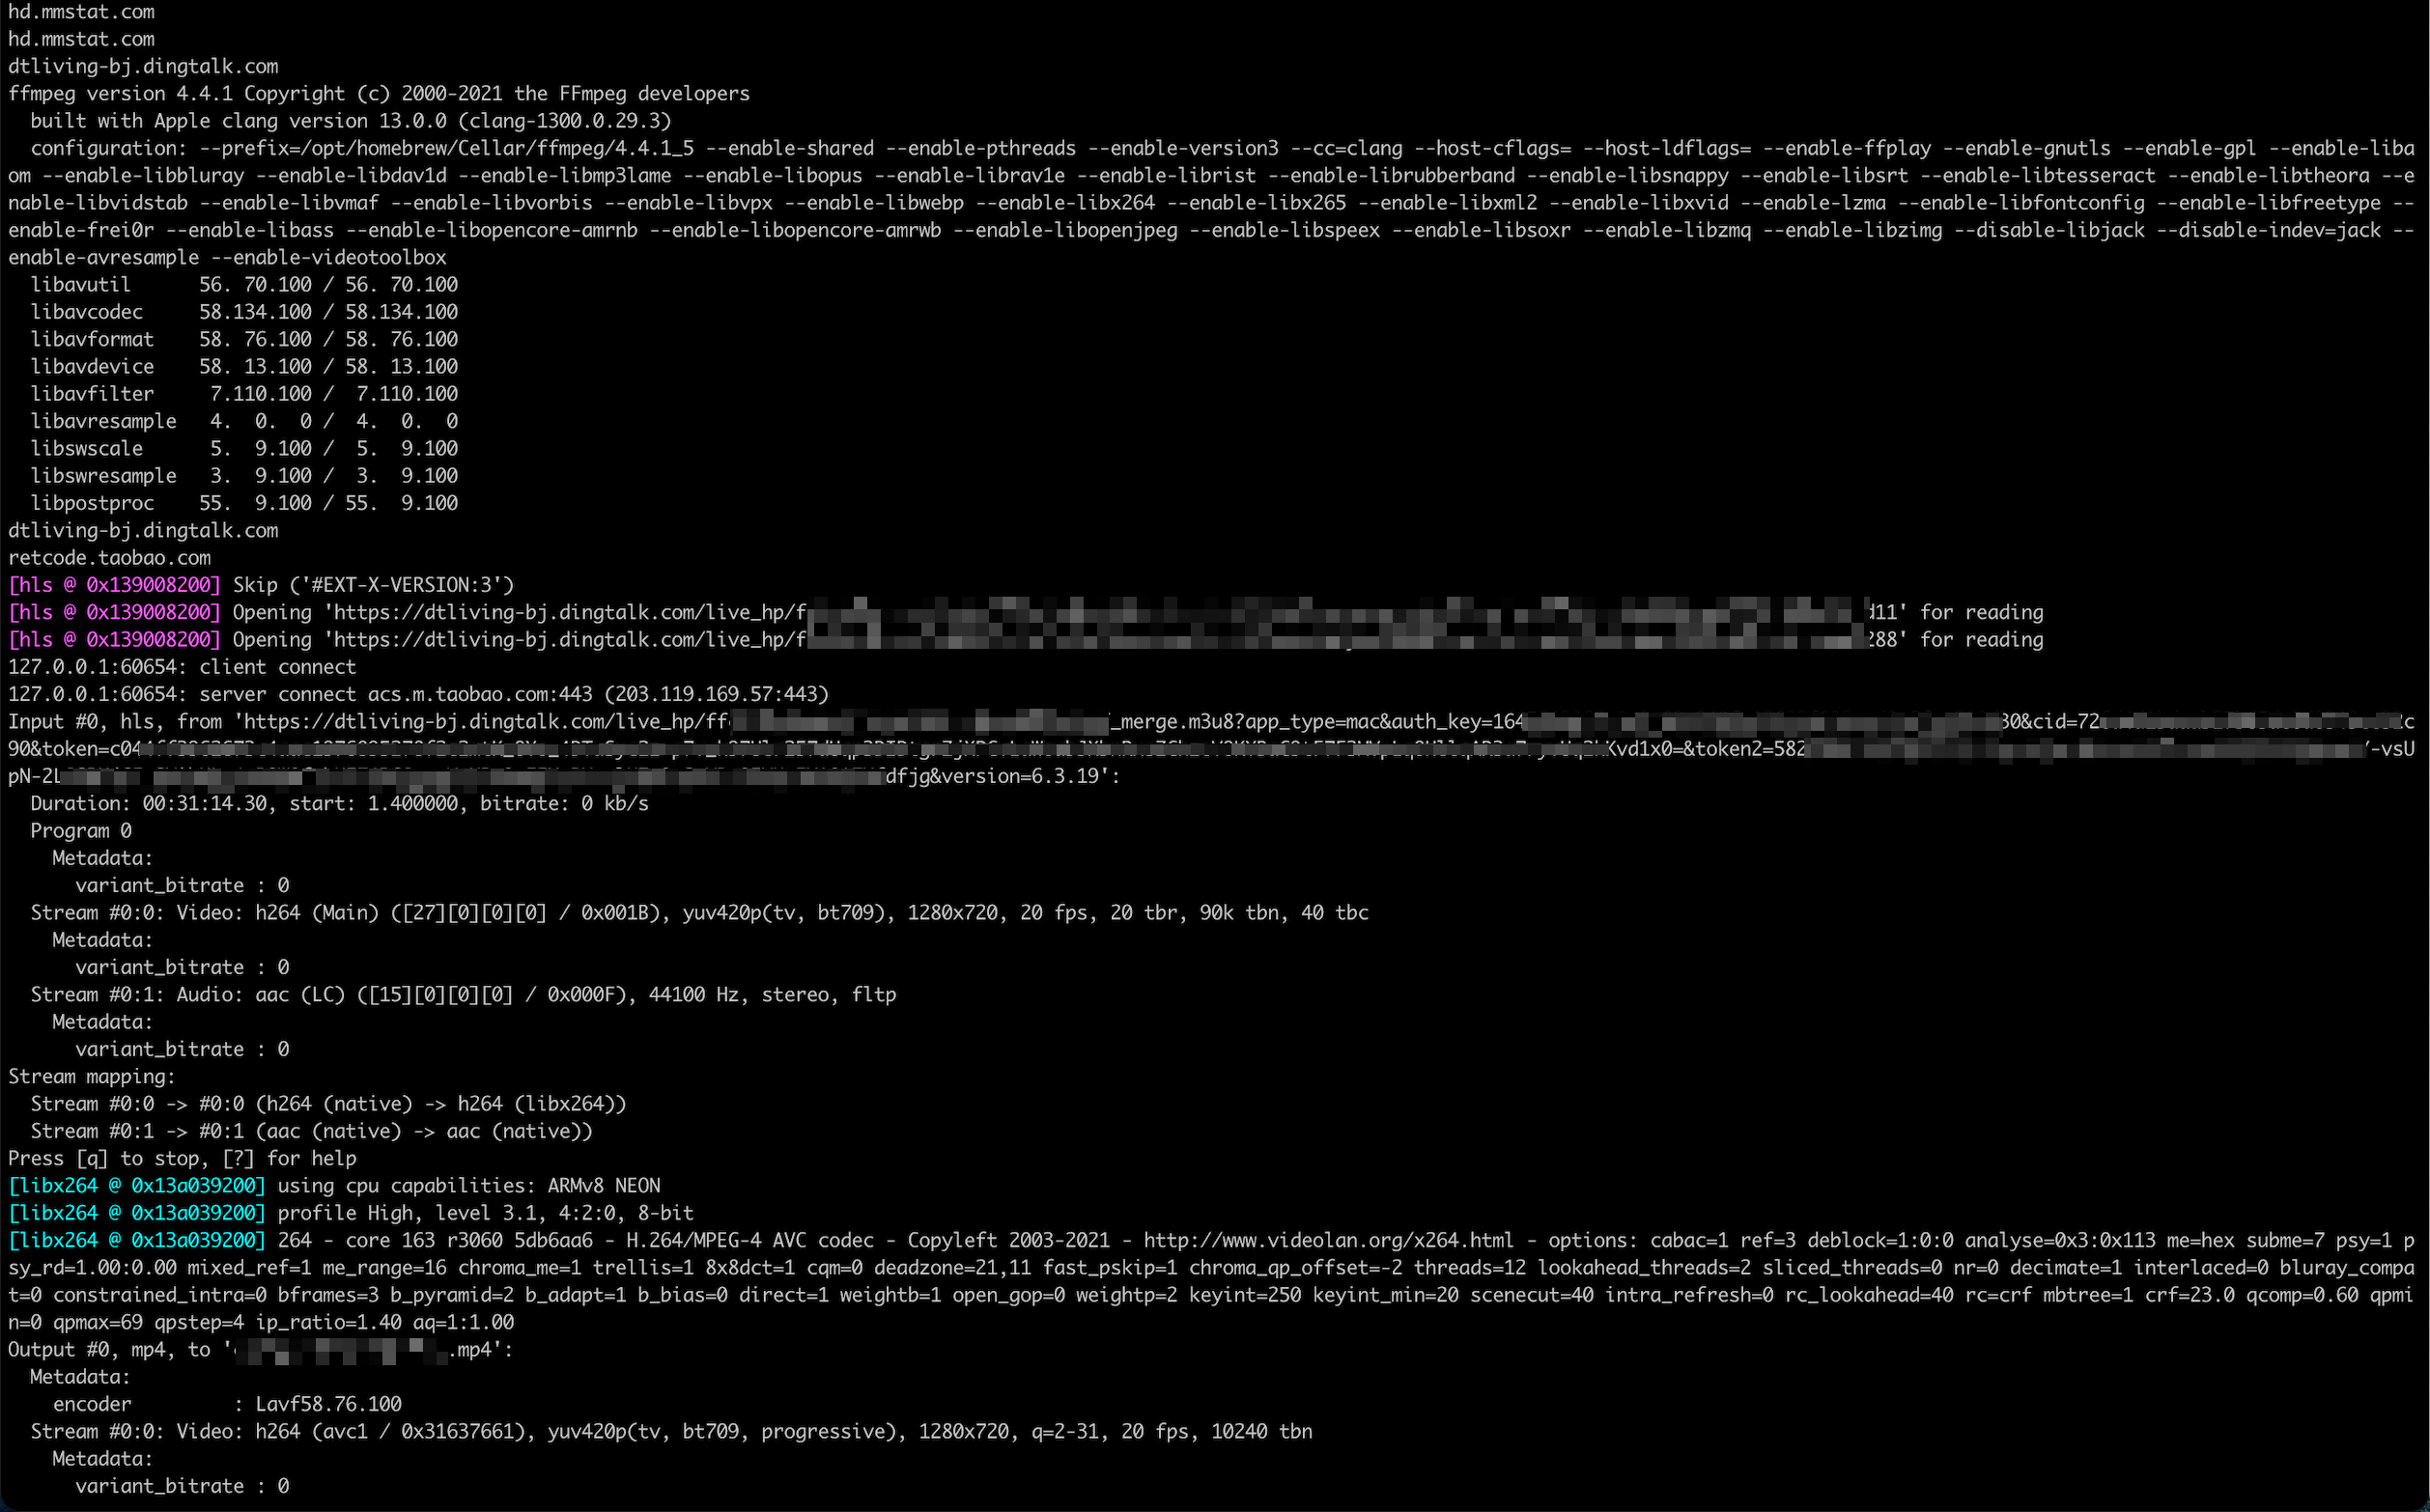 hd.mmstat.com
hd.mmstat.com
dtliving-bj.dingtalk.com
ffmpeg version 4.4.1 Copyright (c) 2000-2021 the FFmpeg developers
  built with Apple clang version 13.0.0 (clang-1300.0.29.3)
  configuration: --prefix=/opt/homebrew/Cellar/ffmpeg/4.4.1_5 --enable-shared --enable-pthreads --enable-version3 --cc=clang --host-cflags= --host-ldflags= --enable-ffplay --enable-gnutls --enable-gpl --enable-liba
om --enable-libbluray --enable-libdav1d --enable-libmp3lame --enable-libopus --enable-librav1e --enable-librist --enable-librubberband --enable-libsnappy --enable-libsrt --enable-libtesseract --enable-libtheora --e
nable-libvidstab --enable-libvmaf --enable-libvorbis --enable-libvpx --enable-libwebp --enable-libx264 --enable-libx265 --enable-libxml2 --enable-libxvid --enable-lzma --enable-libfontconfig --enable-libfreetype --
enable-frei0r --enable-libass --enable-libopencore-amrnb --enable-libopencore-amrwb --enable-libopenjpeg --enable-libspeex --enable-libsoxr --enable-libzmq --enable-libzimg --disable-libjack --disable-indev=jack --
enable-avresample --enable-videotoolbox
  libavutil      56. 70.100 / 56. 70.100
  libavcodec     58.134.100 / 58.134.100
  libavformat    58. 76.100 / 58. 76.100
  libavdevice    58. 13.100 / 58. 13.100
  libavfilter     7.110.100 /  7.110.100
  libavresample   4.  0.  0 /  4.  0.  0
  libswscale      5.  9.100 /  5.  9.100
  libswresample   3.  9.100 /  3.  9.100
  libpostproc    55.  9.100 / 55.  9.100
dtliving-bj.dingtalk.com
retcode.taobao.com
[hls @ 0x139008200] Skip ('#EXT-X-VERSION:3')
[hls @ 0x139008200] Opening 'https://dtliving-bj.dingtalk.com/live_hp/f d11' for reading
[hls @ 0x139008200] Opening 'https://dtliving-bj.dingtalk.com/live_hp/f 288' for reading
127.0.0.1:60654: client connect
127.0.0.1:60654: server connect acs.m.taobao.com:443 (203.119.169.57:443)
Input #0, hls, from 'https://dtliving-bj.dingtalk.com/live_hp/ff _merge.m3u8?app_type=mac&auth_key=164 30&cid=72 2c
90&token=c04 Kvd1x0=&token2=582 -vsU
pN-2L dfjg&version=6.3.19':
  Duration: 00:31:14.30, start: 1.400000, bitrate: 0 kb/s
  Program 0
    Metadata:
      variant_bitrate : 0
  Stream #0:0: Video: h264 (Main) ([27][0][0][0] / 0x001B), yuv420p(tv, bt709), 1280x720, 20 fps, 20 tbr, 90k tbn, 40 tbc
    Metadata:
      variant_bitrate : 0
  Stream #0:1: Audio: aac (LC) ([15][0][0][0] / 0x000F), 44100 Hz, stereo, fltp
    Metadata:
      variant_bitrate : 0
Stream mapping:
  Stream #0:0 -> #0:0 (h264 (native) -> h264 (libx264))
  Stream #0:1 -> #0:1 (aac (native) -> aac (native))
Press [q] to stop, [?] for help
[libx264 @ 0x13a039200] using cpu capabilities: ARMv8 NEON
[libx264 @ 0x13a039200] profile High, level 3.1, 4:2:0, 8-bit
[libx264 @ 0x13a039200] 264 - core 163 r3060 5db6aa6 - H.264/MPEG-4 AVC codec - Copyleft 2003-2021 - http://www.videolan.org/x264.html - options: cabac=1 ref=3 deblock=1:0:0 analyse=0x3:0x113 me=hex subme=7 psy=1 p
sy_rd=1.00:0.00 mixed_ref=1 me_range=16 chroma_me=1 trellis=1 8x8dct=1 cqm=0 deadzone=21,11 fast_pskip=1 chroma_qp_offset=-2 threads=12 lookahead_threads=2 sliced_threads=0 nr=0 decimate=1 interlaced=0 bluray_compa
t=0 constrained_intra=0 bframes=3 b_pyramid=2 b_adapt=1 b_bias=0 direct=1 weightb=1 open_gop=0 weightp=2 keyint=250 keyint_min=20 scenecut=40 intra_refresh=0 rc_lookahead=40 rc=crf mbtree=1 crf=23.0 qcomp=0.60 qpmi
n=0 qpmax=69 qpstep=4 ip_ratio=1.40 aq=1:1.00
Output #0, mp4, to ' .mp4':
  Metadata:
    encoder         : Lavf58.76.100
  Stream #0:0: Video: h264 (avc1 / 0x31637661), yuv420p(tv, bt709, progressive), 1280x720, q=2-31, 20 fps, 10240 tbn
    Metadata:
      variant_bitrate : 0